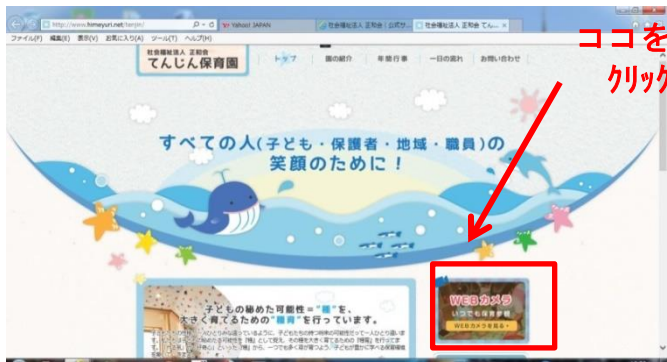 http://www.himeyuri.net/tenjin/
Yahoo! JAPAN
社会福祉法人 正和会 | 公式サ...
社会福祉法人 正和会 てん...
ファイル(F) 編集(E) 表示(V) お気に入り(A) ツール(T) ヘルプ(H)
ココを
クリック
社会福祉法人 正和会
てんじん保育園
トップ
園の紹介
年間行事
一日の流れ
お問い合わせ
すべての人(子ども・保護者・地域・職員)の
笑顔のために!
子どもの秘めた可能性="種"を、
大きく育てるための"種育"を行っています。
WEBカメラ
いつでも保育参観
WEBカメラを見る